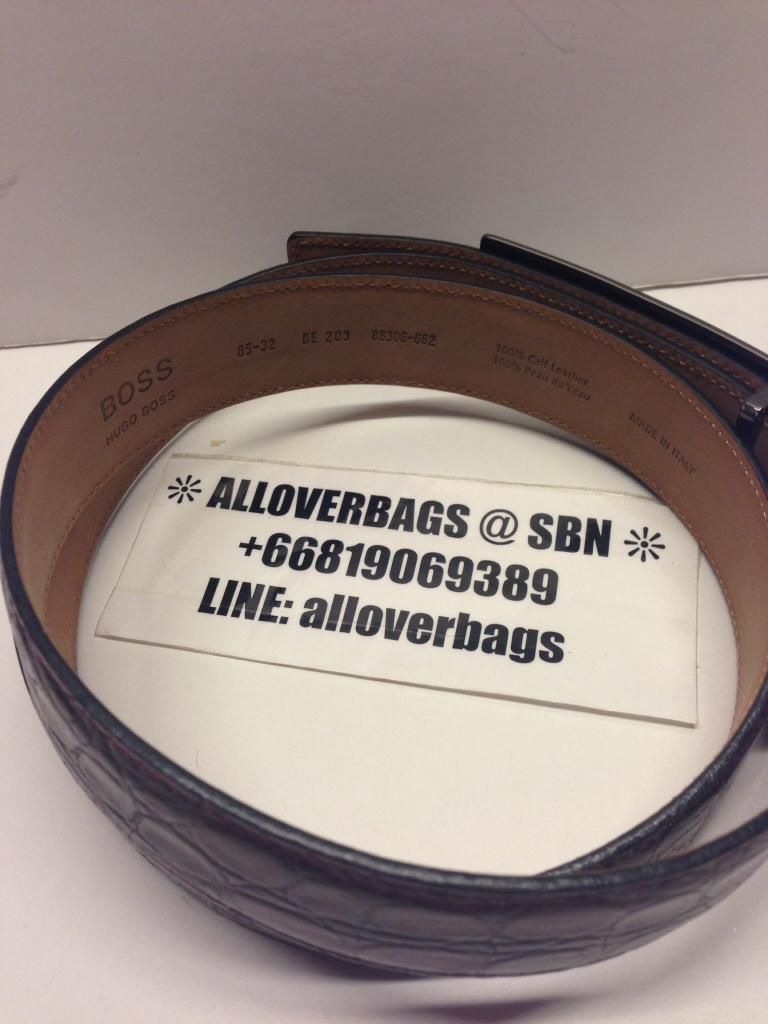 BOSS
HUGO BOSS
85-32 BE 203 88306-662
100% Calf Leather
100% Peau de Veau
MADE IN ITALY
❊ ALLOVERBAGS @ SBN ❊
+66819069389
LINE: alloverbags